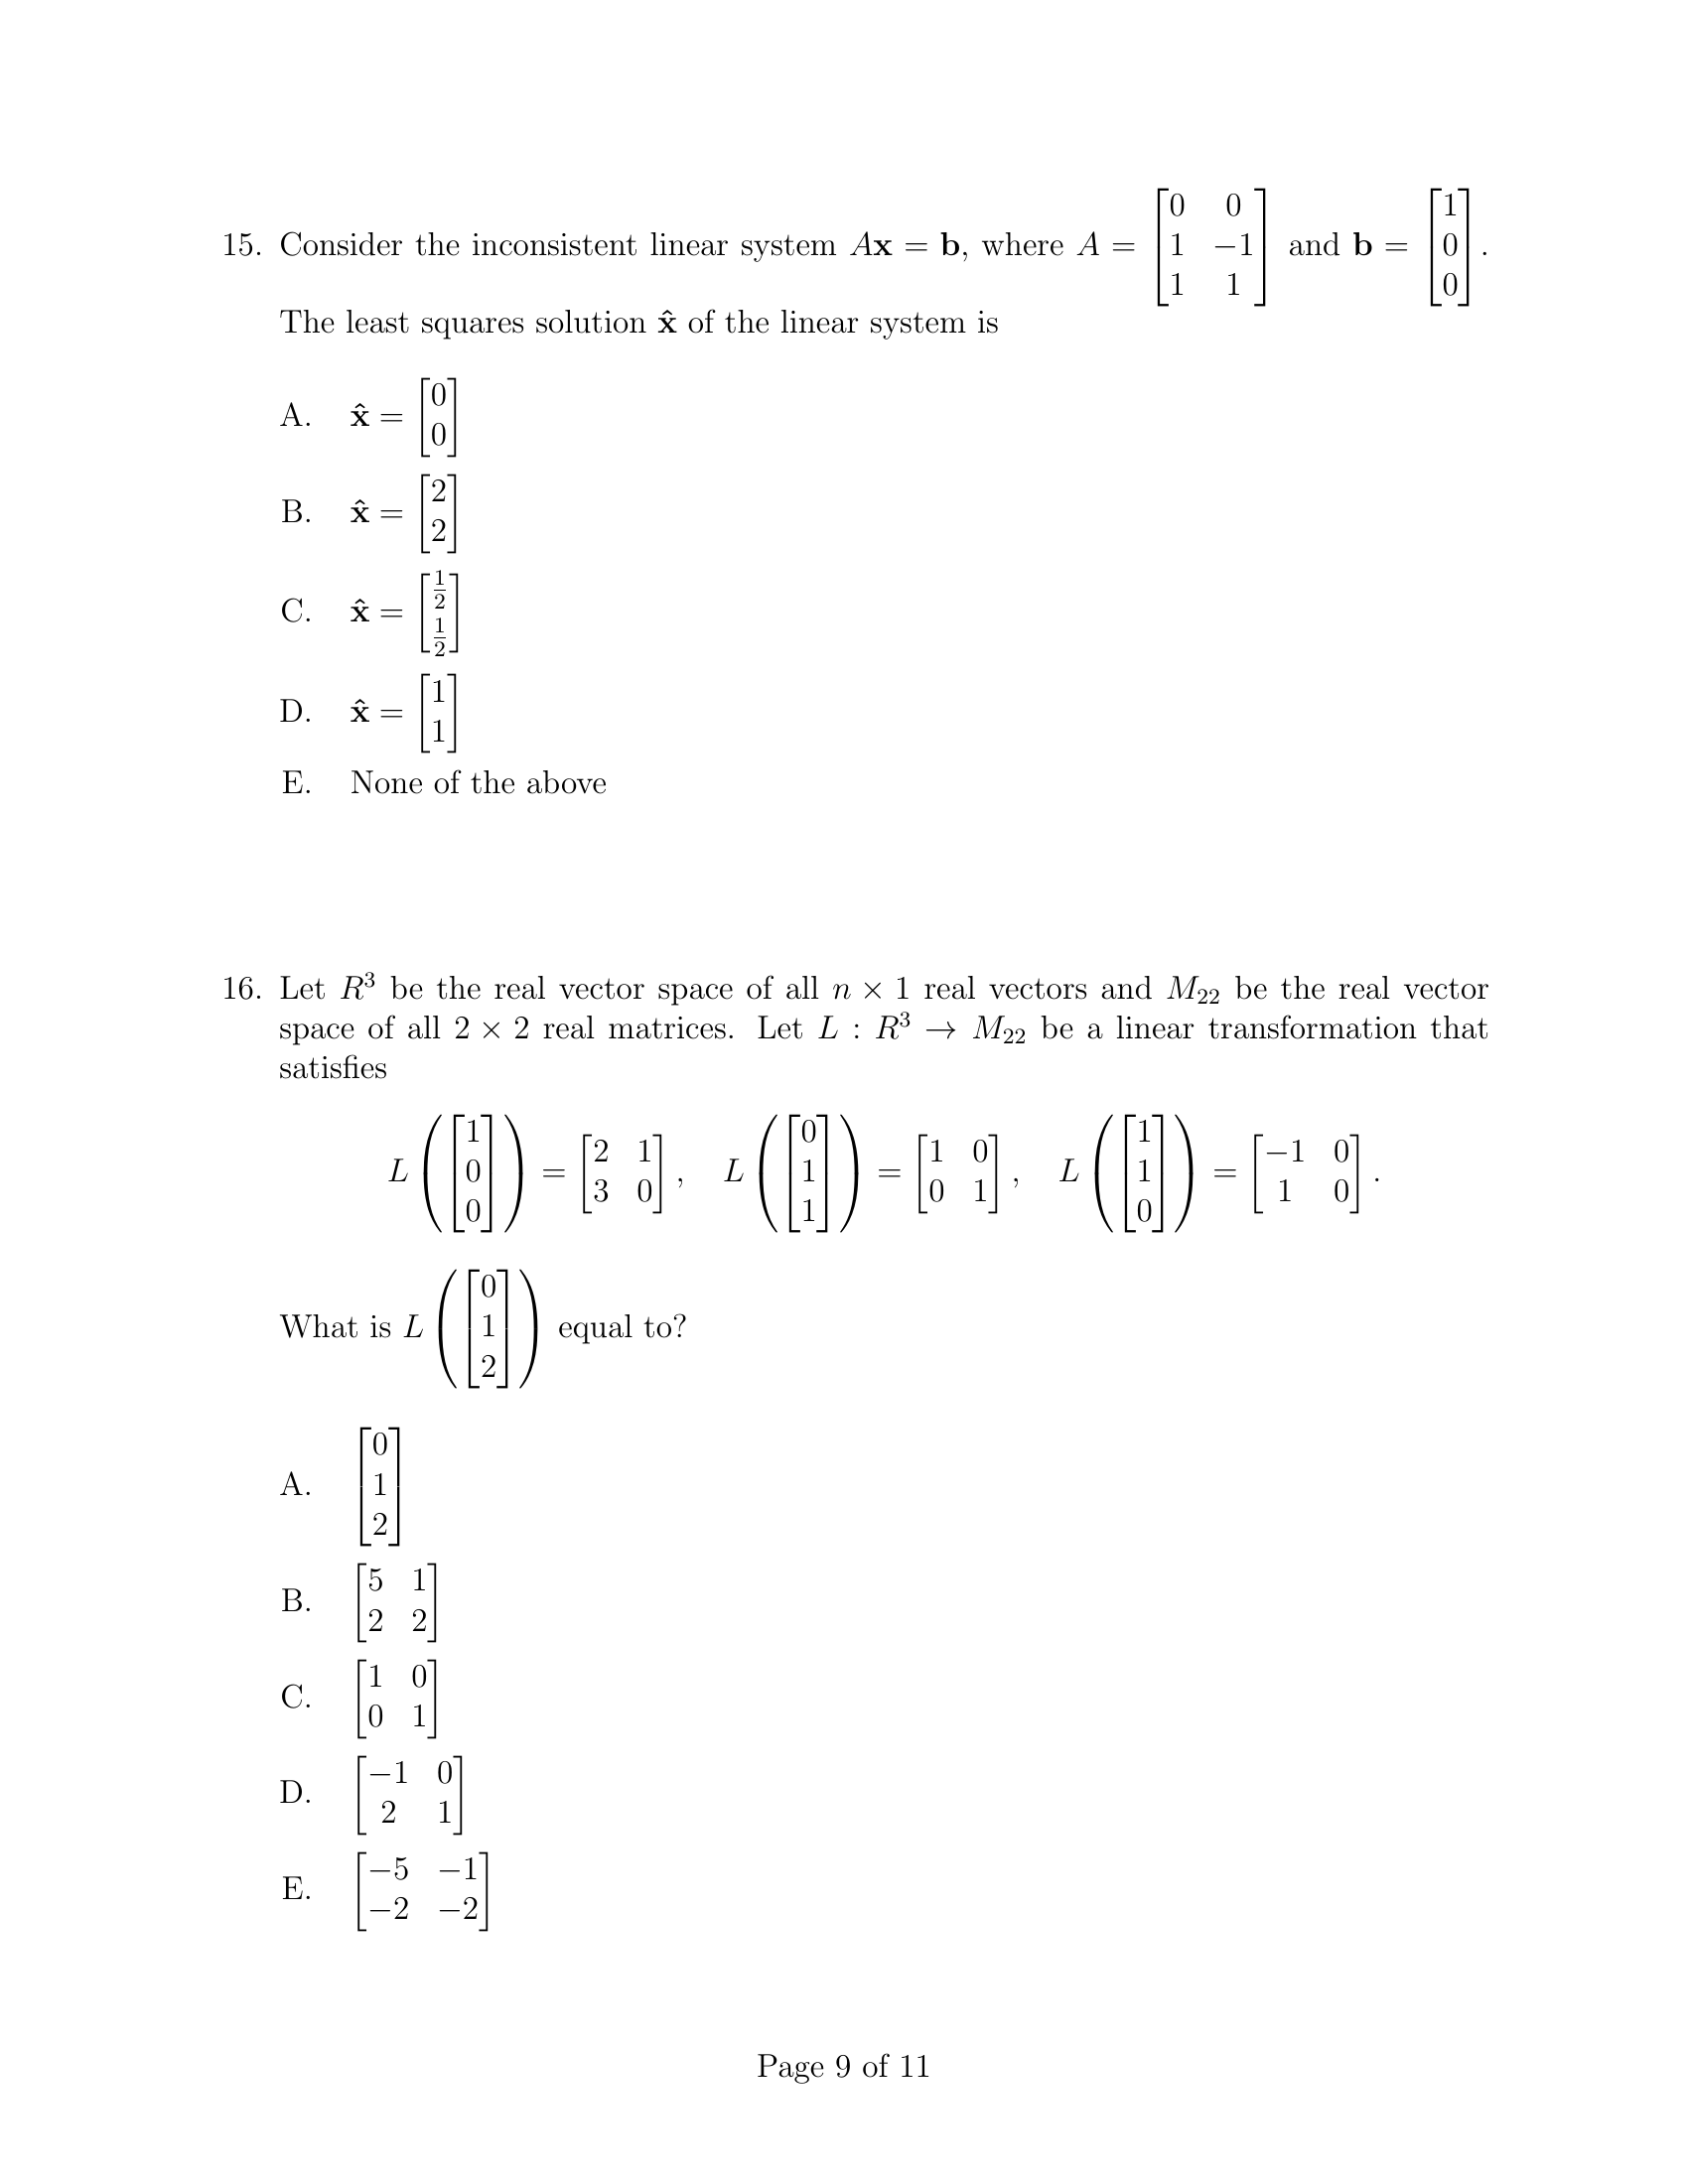 15. Consider the inconsistent linear system $A\mathbf{x} = \mathbf{b}$, where $A = \begin{bmatrix} 0 & 0 \\ 1 & -1 \\ 1 & 1 \end{bmatrix}$ and $\mathbf{b} = \begin{bmatrix} 1 \\ 0 \\ 0 \end{bmatrix}$.
The least squares solution $\hat{\mathbf{x}}$ of the linear system is
A. $\hat{\mathbf{x}} = \begin{bmatrix} 0 \\ 0 \end{bmatrix}$
B. $\hat{\mathbf{x}} = \begin{bmatrix} 2 \\ 2 \end{bmatrix}$
C. $\hat{\mathbf{x}} = \begin{bmatrix} \frac{1}{2} \\ \frac{1}{2} \end{bmatrix}$
D. $\hat{\mathbf{x}} = \begin{bmatrix} 1 \\ 1 \end{bmatrix}$
E. None of the above
16. Let $R^3$ be the real vector space of all $n \times 1$ real vectors and $M_{22}$ be the real vector
space of all $2 \times 2$ real matrices. Let $L : R^3 \to M_{22}$ be a linear transformation that
satisfies
$L\left(\begin{bmatrix} 1 \\ 0 \\ 0 \end{bmatrix}\right) = \begin{bmatrix} 2 & 1 \\ 3 & 0 \end{bmatrix}, \quad L\left(\begin{bmatrix} 0 \\ 1 \\ 1 \end{bmatrix}\right) = \begin{bmatrix} 1 & 0 \\ 0 & 1 \end{bmatrix}, \quad L\left(\begin{bmatrix} 1 \\ 1 \\ 0 \end{bmatrix}\right) = \begin{bmatrix} -1 & 0 \\ 1 & 0 \end{bmatrix}.$
What is $L\left(\begin{bmatrix} 0 \\ 1 \\ 2 \end{bmatrix}\right)$ equal to?
A. $\begin{bmatrix} 0 \\ 1 \\ 2 \end{bmatrix}$
B. $\begin{bmatrix} 5 & 1 \\ 2 & 2 \end{bmatrix}$
C. $\begin{bmatrix} 1 & 0 \\ 0 & 1 \end{bmatrix}$
D. $\begin{bmatrix} -1 & 0 \\ 2 & 1 \end{bmatrix}$
E. $\begin{bmatrix} -5 & -1 \\ -2 & -2 \end{bmatrix}$
Page 9 of 11